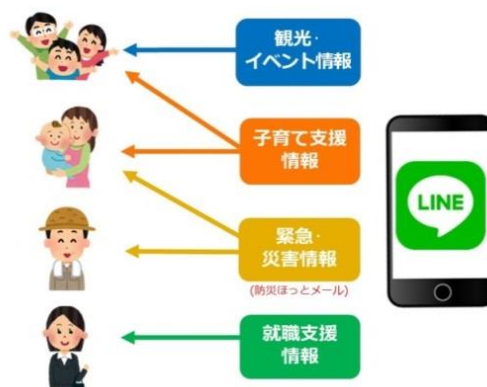 観光・
イベント情報
子育て支援
情報
LINE
緊急・
災害情報
(防災ほっとメール)
就職支援
情報